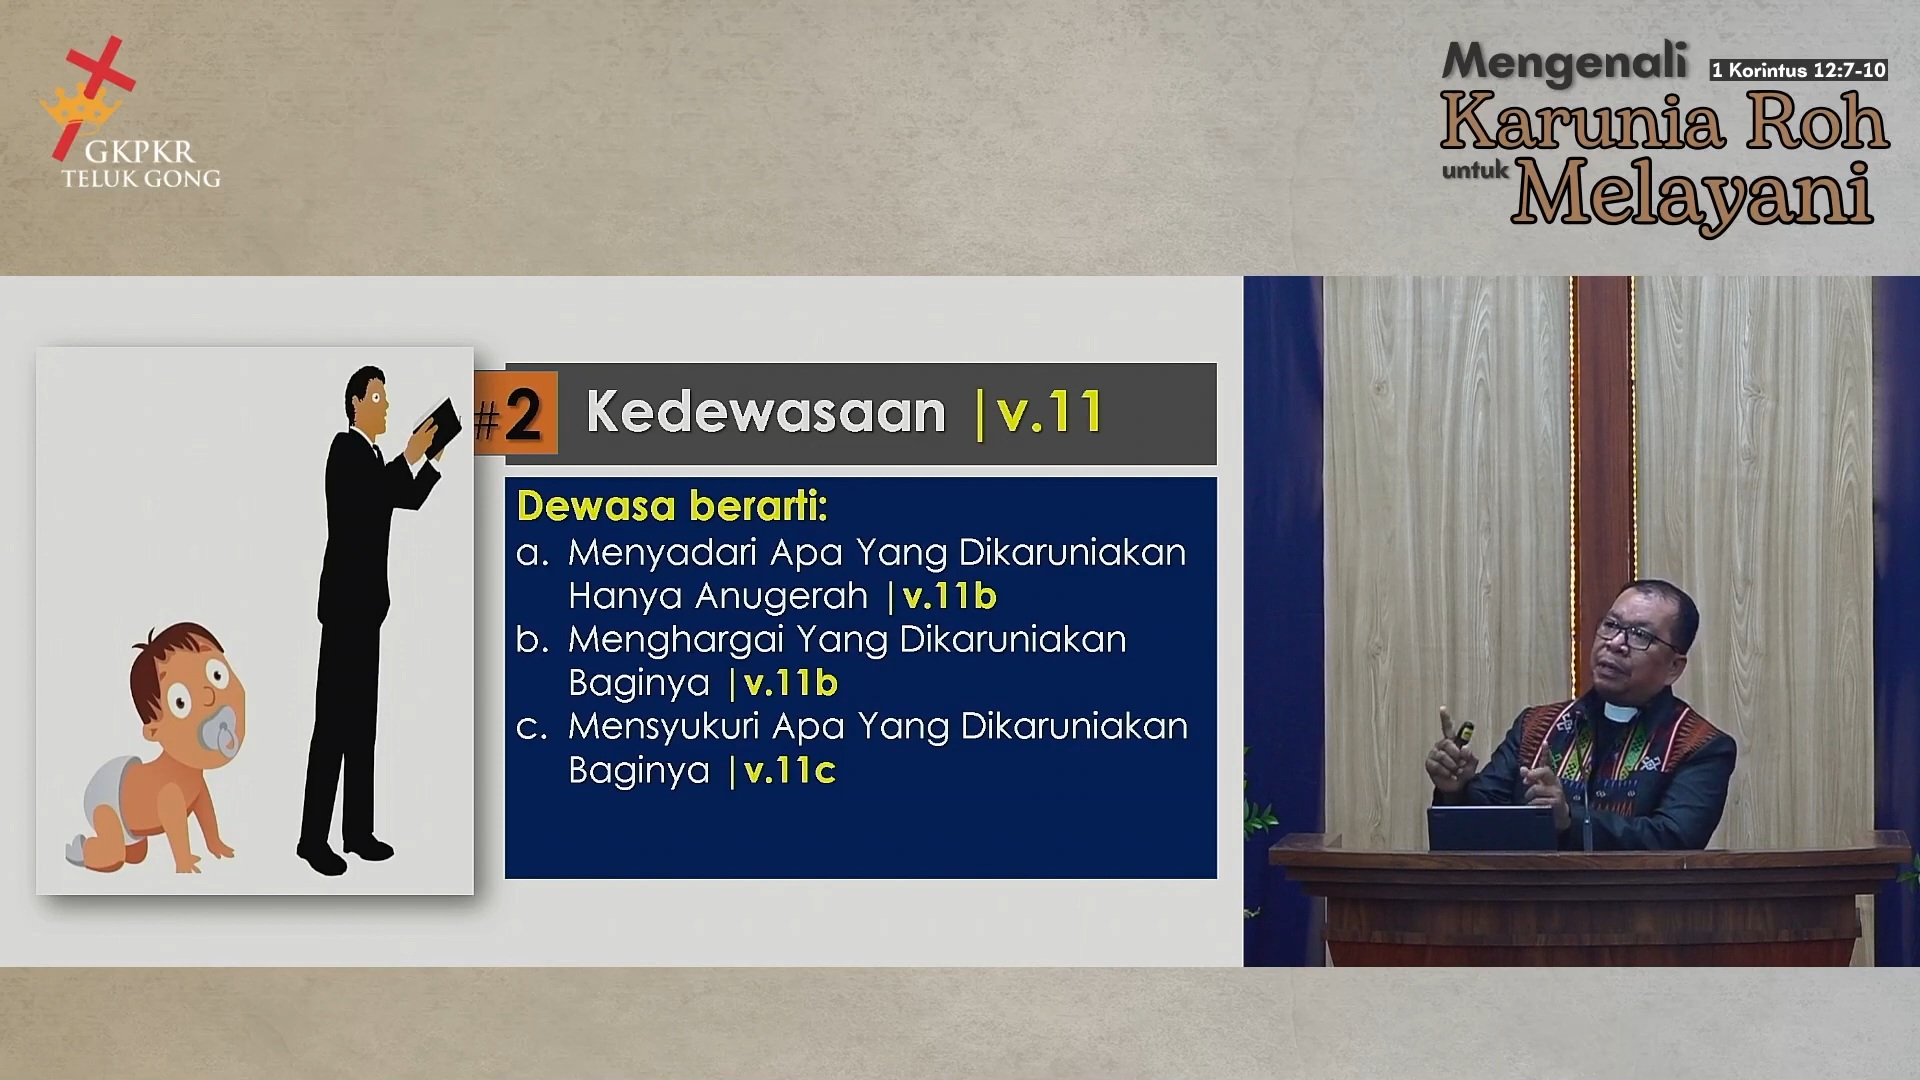 GKPKR
TELUK GONG
Mengenali
1 Korintus 12:7-10
Karunia Roh
untuk
Melayani
#2
Kedewasaan |v.11
Dewasa berarti:
a. Menyadari Apa Yang Dikaruniakan
Hanya Anugerah |v.11b
b. Menghargai Yang Dikaruniakan
Baginya |v.11b
c. Mensyukuri Apa Yang Dikaruniakan
Baginya |v.11c